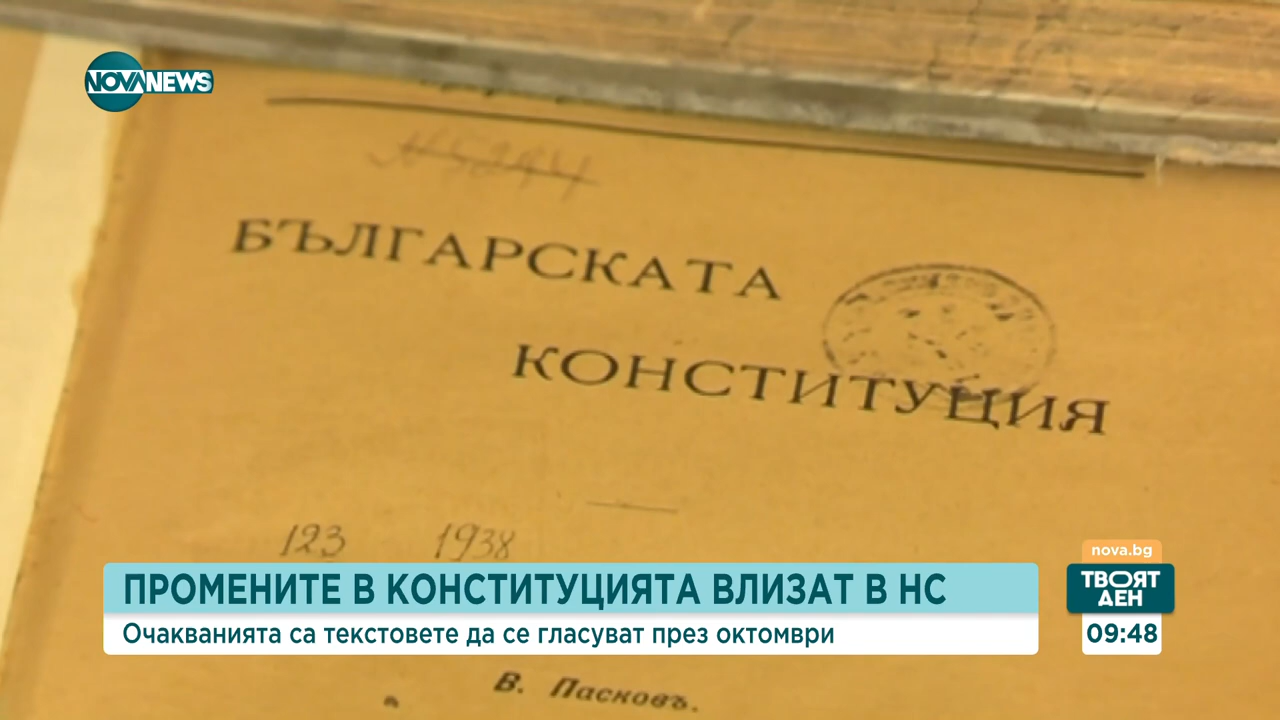 NOVANEWS
БЪЛГАРСКАТА
КОНСТИТУЦИЯ
123 1938
nova.bg
ТВОЯТ
ДЕН
09:48
ПРОМЕНИТЕ В КОНСТИТУЦИЯТА ВЛИЗАТ В НС
Очакванията са текстовете да се гласуват през октомври
В. Пасковъ.